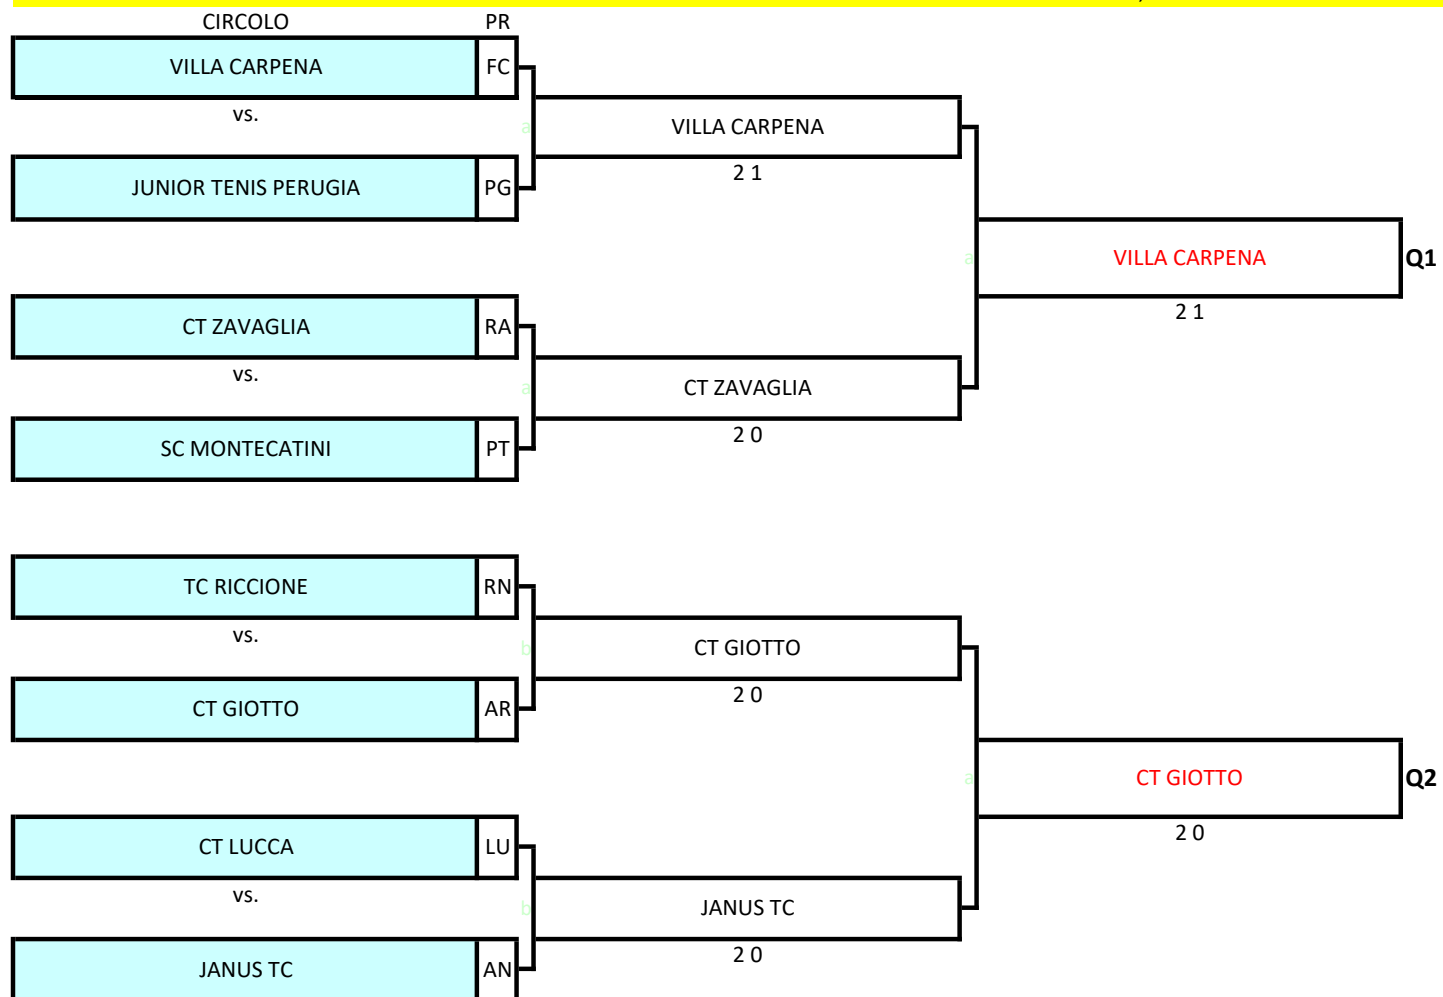 CIRCOLO PR
VILLA CARPENA FC
vs.
a VILLA CARPENA
JUNIOR TENIS PERUGIA PG
2 1
a VILLA CARPENA Q1
CT ZAVAGLIA RA
2 1
vs.
a CT ZAVAGLIA
SC MONTECATINI PT
2 0
TC RICCIONE RN
vs.
b CT GIOTTO
CT GIOTTO AR
2 0
a CT GIOTTO Q2
CT LUCCA LU
2 0
vs.
b JANUS TC
JANUS TC AN
2 0